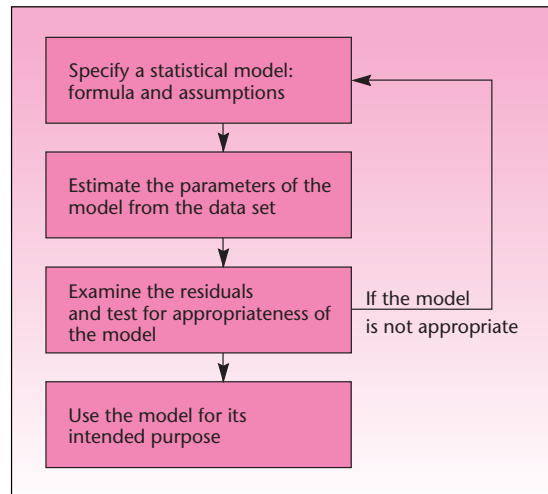 Specify a statistical model:
formula and assumptions
Estimate the parameters of the
model from the data set
Examine the residuals
and test for appropriateness of
the model
If the model
is not appropriate
Use the model for its
intended purpose